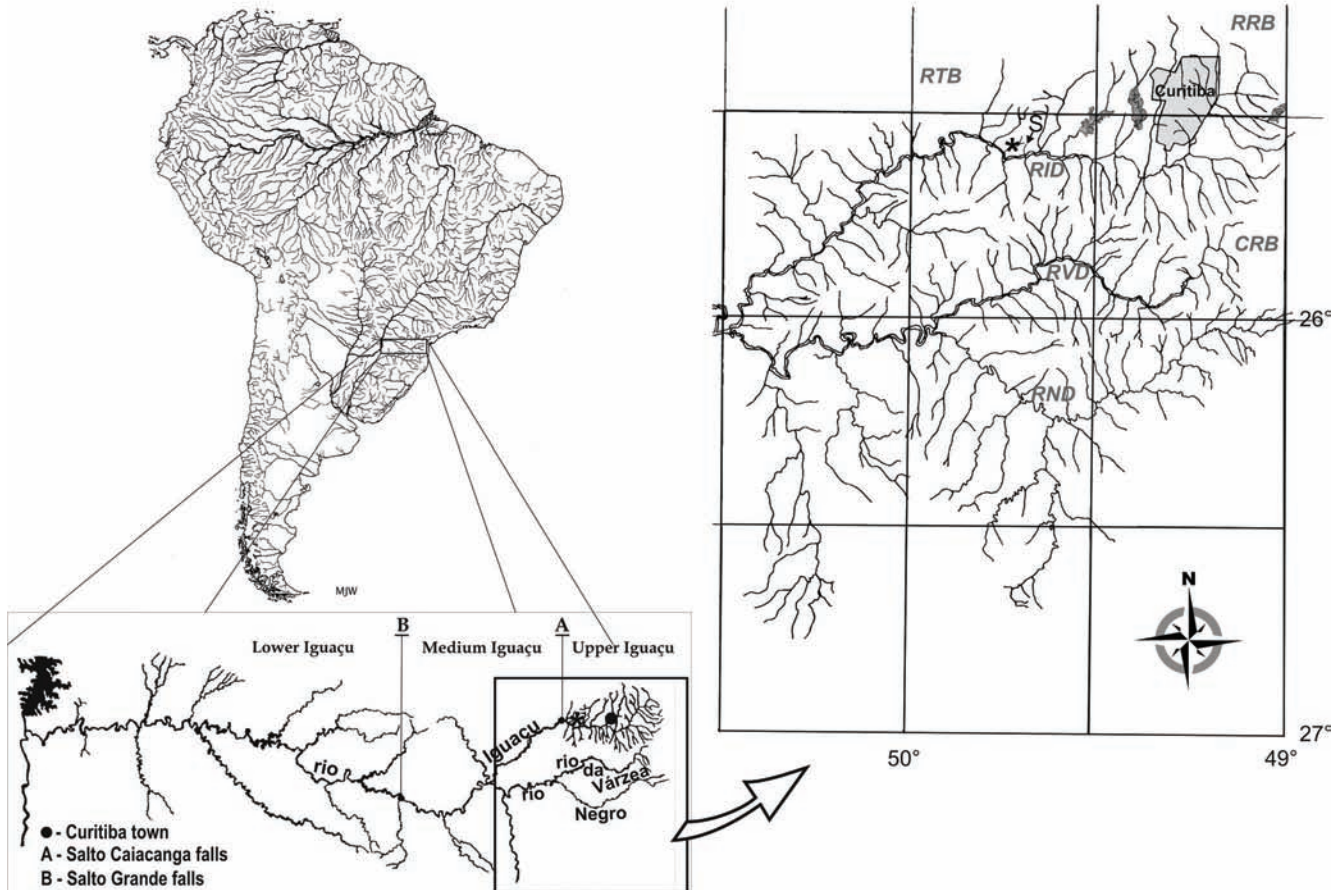 MJW
B
A
Lower Iguaçu
Medium Iguaçu
Upper Iguaçu
rio
Iguaçu
rio
da
Várzea
rio
Negro
● - Curitiba town
A - Salto Caiacanga falls
B - Salto Grande falls
RRB
RTB
Curitiba
S
*
RID
CRB
RVD
26°
RND
N
27°
50°
49°